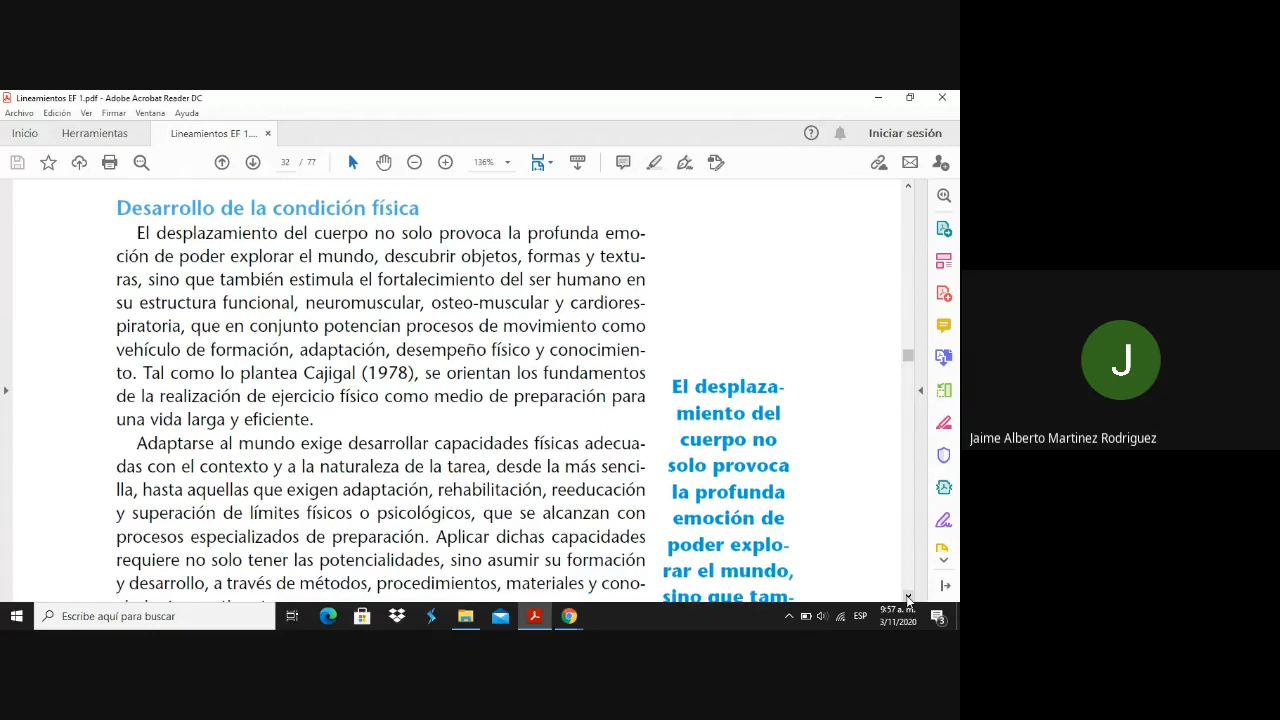 Lineamientos EF 1.pdf - Adobe Acrobat Reader DC
Archivo Edición Ver Firmar Ventana Ayuda
Inicio Herramientas Lineamientos EF 1.... × Iniciar sesión
32 / 77 136%
Desarrollo de la condición física
El desplazamiento del cuerpo no solo provoca la profunda emo-
ción de poder explorar el mundo, descubrir objetos, formas y textu-
ras, sino que también estimula el fortalecimiento del ser humano en
su estructura funcional, neuromuscular, osteo-muscular y cardiores-
piratoria, que en conjunto potencian procesos de movimiento como
vehículo de formación, adaptación, desempeño físico y conocimien-
to. Tal como lo plantea Cajigal (1978), se orientan los fundamentos
de la realización de ejercicio físico como medio de preparación para
una vida larga y eficiente.
Adaptarse al mundo exige desarrollar capacidades físicas adecua-
das con el contexto y a la naturaleza de la tarea, desde la más senci-
lla, hasta aquellas que exigen adaptación, rehabilitación, reeducación
y superación de límites físicos o psicológicos, que se alcanzan con
procesos especializados de preparación. Aplicar dichas capacidades
requiere no solo tener las potencialidades, sino asumir su formación
y desarrollo, a través de métodos, procedimientos, materiales y cono-
El desplaza-
miento del
cuerpo no
solo provoca
la profunda
emoción de
poder explo-
rar el mundo,
sino que tam-
J
Jaime Alberto Martinez Rodriguez
Escribe aquí para buscar
ESP
9:57 a. m.
3/11/2020
3